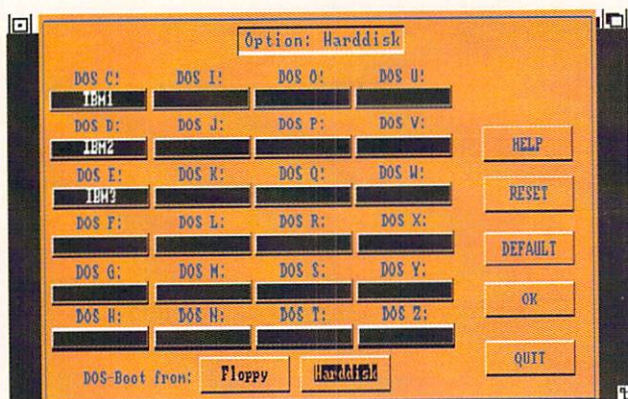 Option: Harddisk
DOS C: DOS I: DOS O: DOS U:
IBM1
DOS D: DOS J: DOS P: DOS V:
IBM2
HELP
DOS E: DOS K: DOS Q: DOS W:
IBM3
RESET
DOS F: DOS L: DOS R: DOS X:
DEFAULT
DOS G: DOS M: DOS S: DOS Y:
OK
DOS H: DOS N: DOS T: DOS Z:
QUIT
DOS-Boot from: Floppy Harddisk